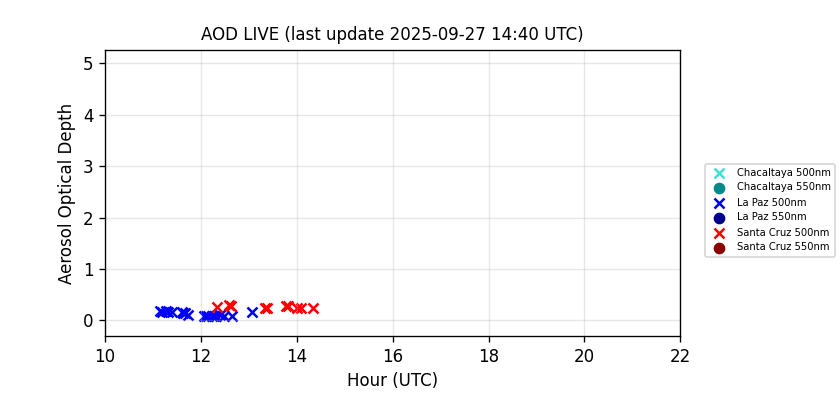 AOD LIVE (last update 2025-09-27 14:40 UTC)
Aerosol Optical Depth
5
4
3
2
1
0
10 12 14 16 18 20 22
Hour (UTC)
Chacaltaya 500nm
Chacaltaya 550nm
La Paz 500nm
La Paz 550nm
Santa Cruz 500nm
Santa Cruz 550nm